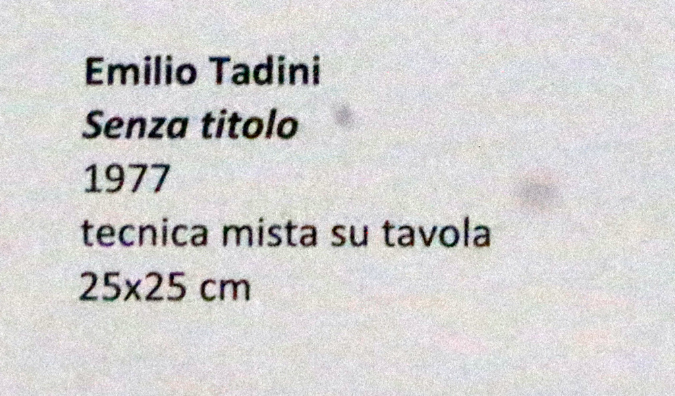 Emilio Tadini
Senza titolo
1977
tecnica mista su tavola
25x25 cm